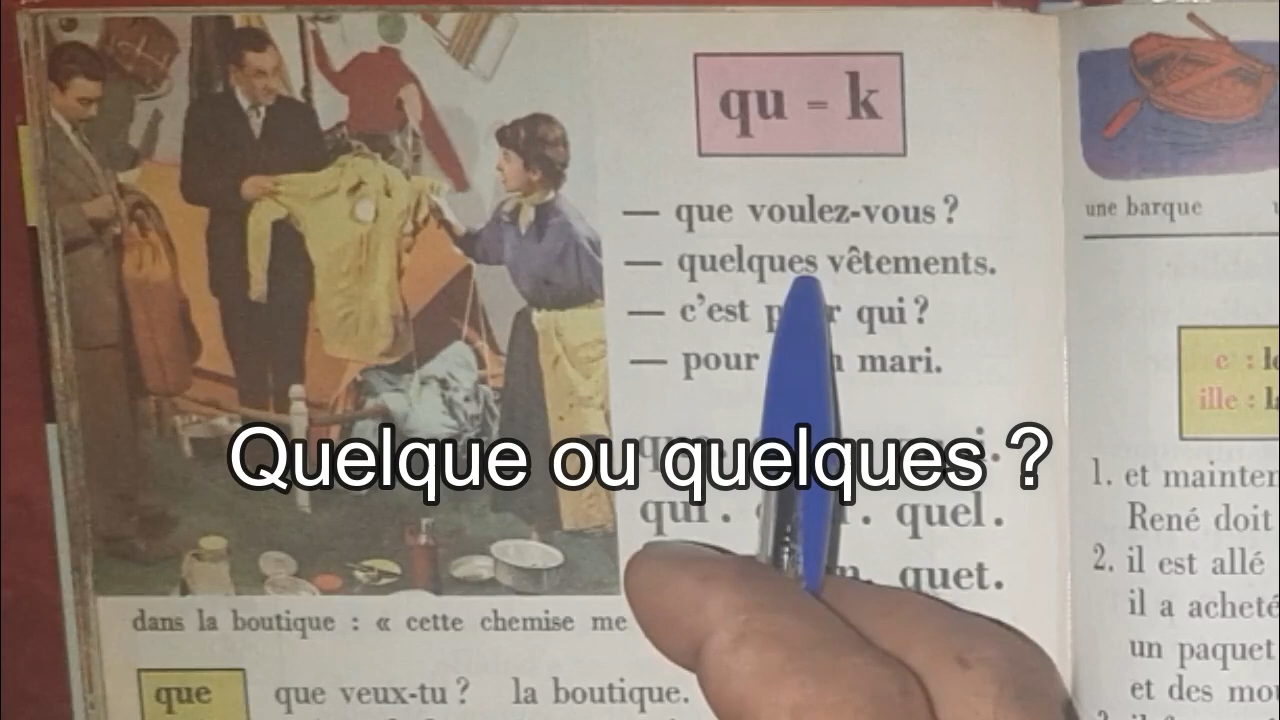 qu - k
— que voulez-vous ?
— quelques vêtements.
— c'est qui ?
— pour mari.
Quelque ou quelques ?
qui . . quel .
quet.
dans la boutique : « cette chemise me
que
que veux-tu ? la boutique.
une barque
c :
ille :
1. et mainten
René doit
2. il est allé
il a acheté
un paquet
et des mou